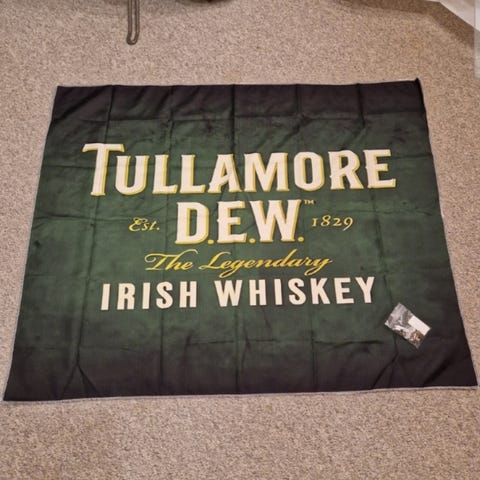 TULLAMORE
Est. D.E.W.™ 1829
The Legendary
IRISH WHISKEY